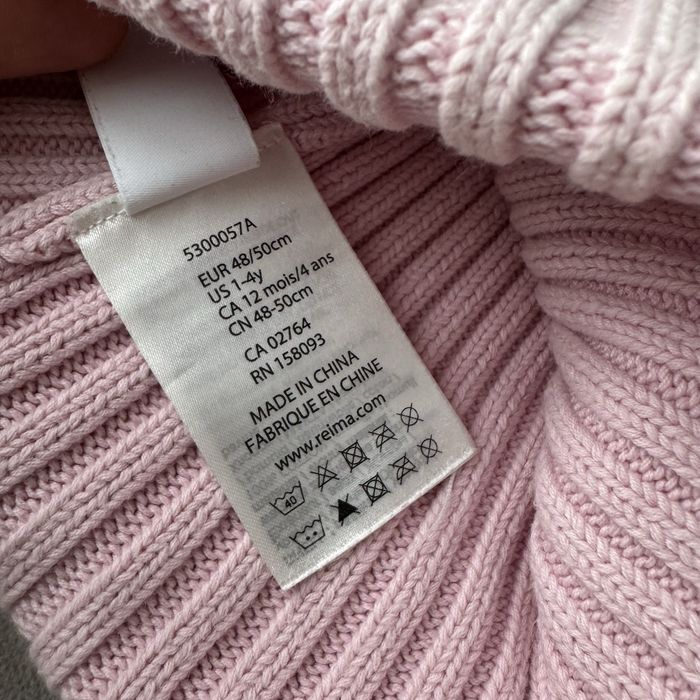 5300057A
EUR 48/50cm
US 1-4y
CA 12 mois/4 ans
CN 48-50cm
CA 02764
RN 158093
MADE IN CHINA
FABRIQUE EN CHINE
www.reima.com
40